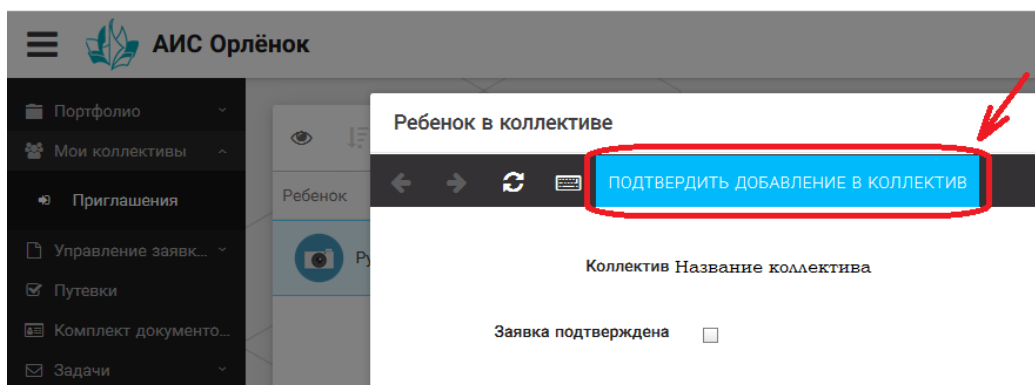 АИС Орлёнок
Портфолио
Мои коллективы
Приглашения
Управление заявк...
Путевки
Комплект документо...
Задачи
Ребенок
Ру
Ребенок в коллективе
ПОДТВЕРДИТЬ ДОБАВЛЕНИЕ В КОЛЛЕКТИВ
Коллектив Название коллектива
Заявка подтверждена